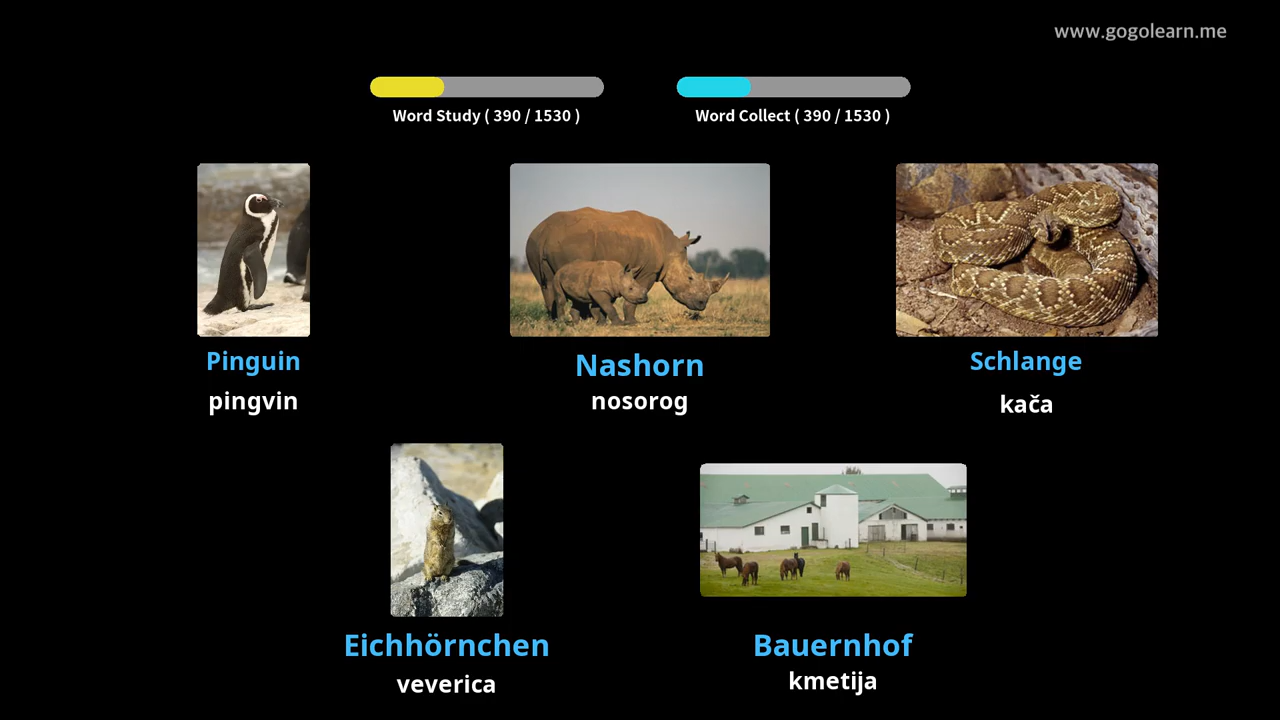 www.gogolearn.me
Word Study ( 390 / 1530 )
Word Collect ( 390 / 1530 )
Pinguin
pingvin
Nashorn
nosorog
Schlange
kača
Eichhörnchen
veverica
Bauernhof
kmetija